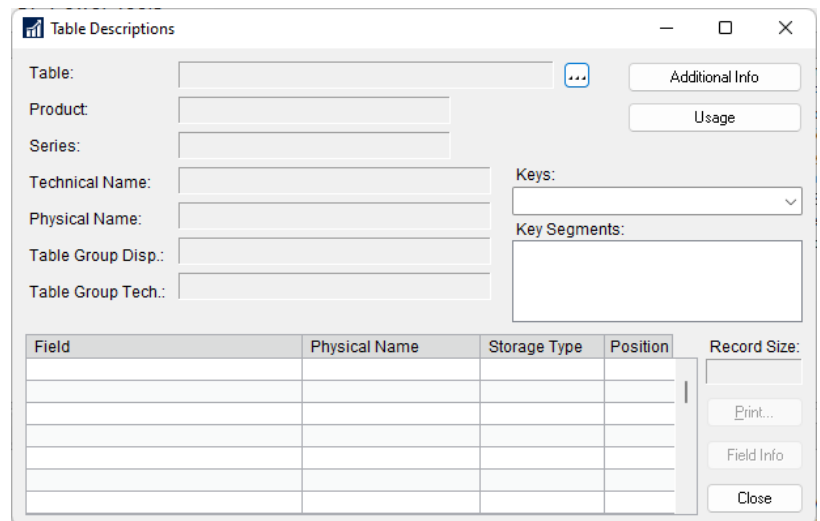 Table Descriptions
Table:
...
Additional Info
Product:
Usage
Series:
Technical Name:
Keys:
Physical Name:
Key Segments:
Table Group Disp.:
Table Group Tech.:
Field Physical Name Storage Type Position
Record Size:
Print...
Field Info
Close